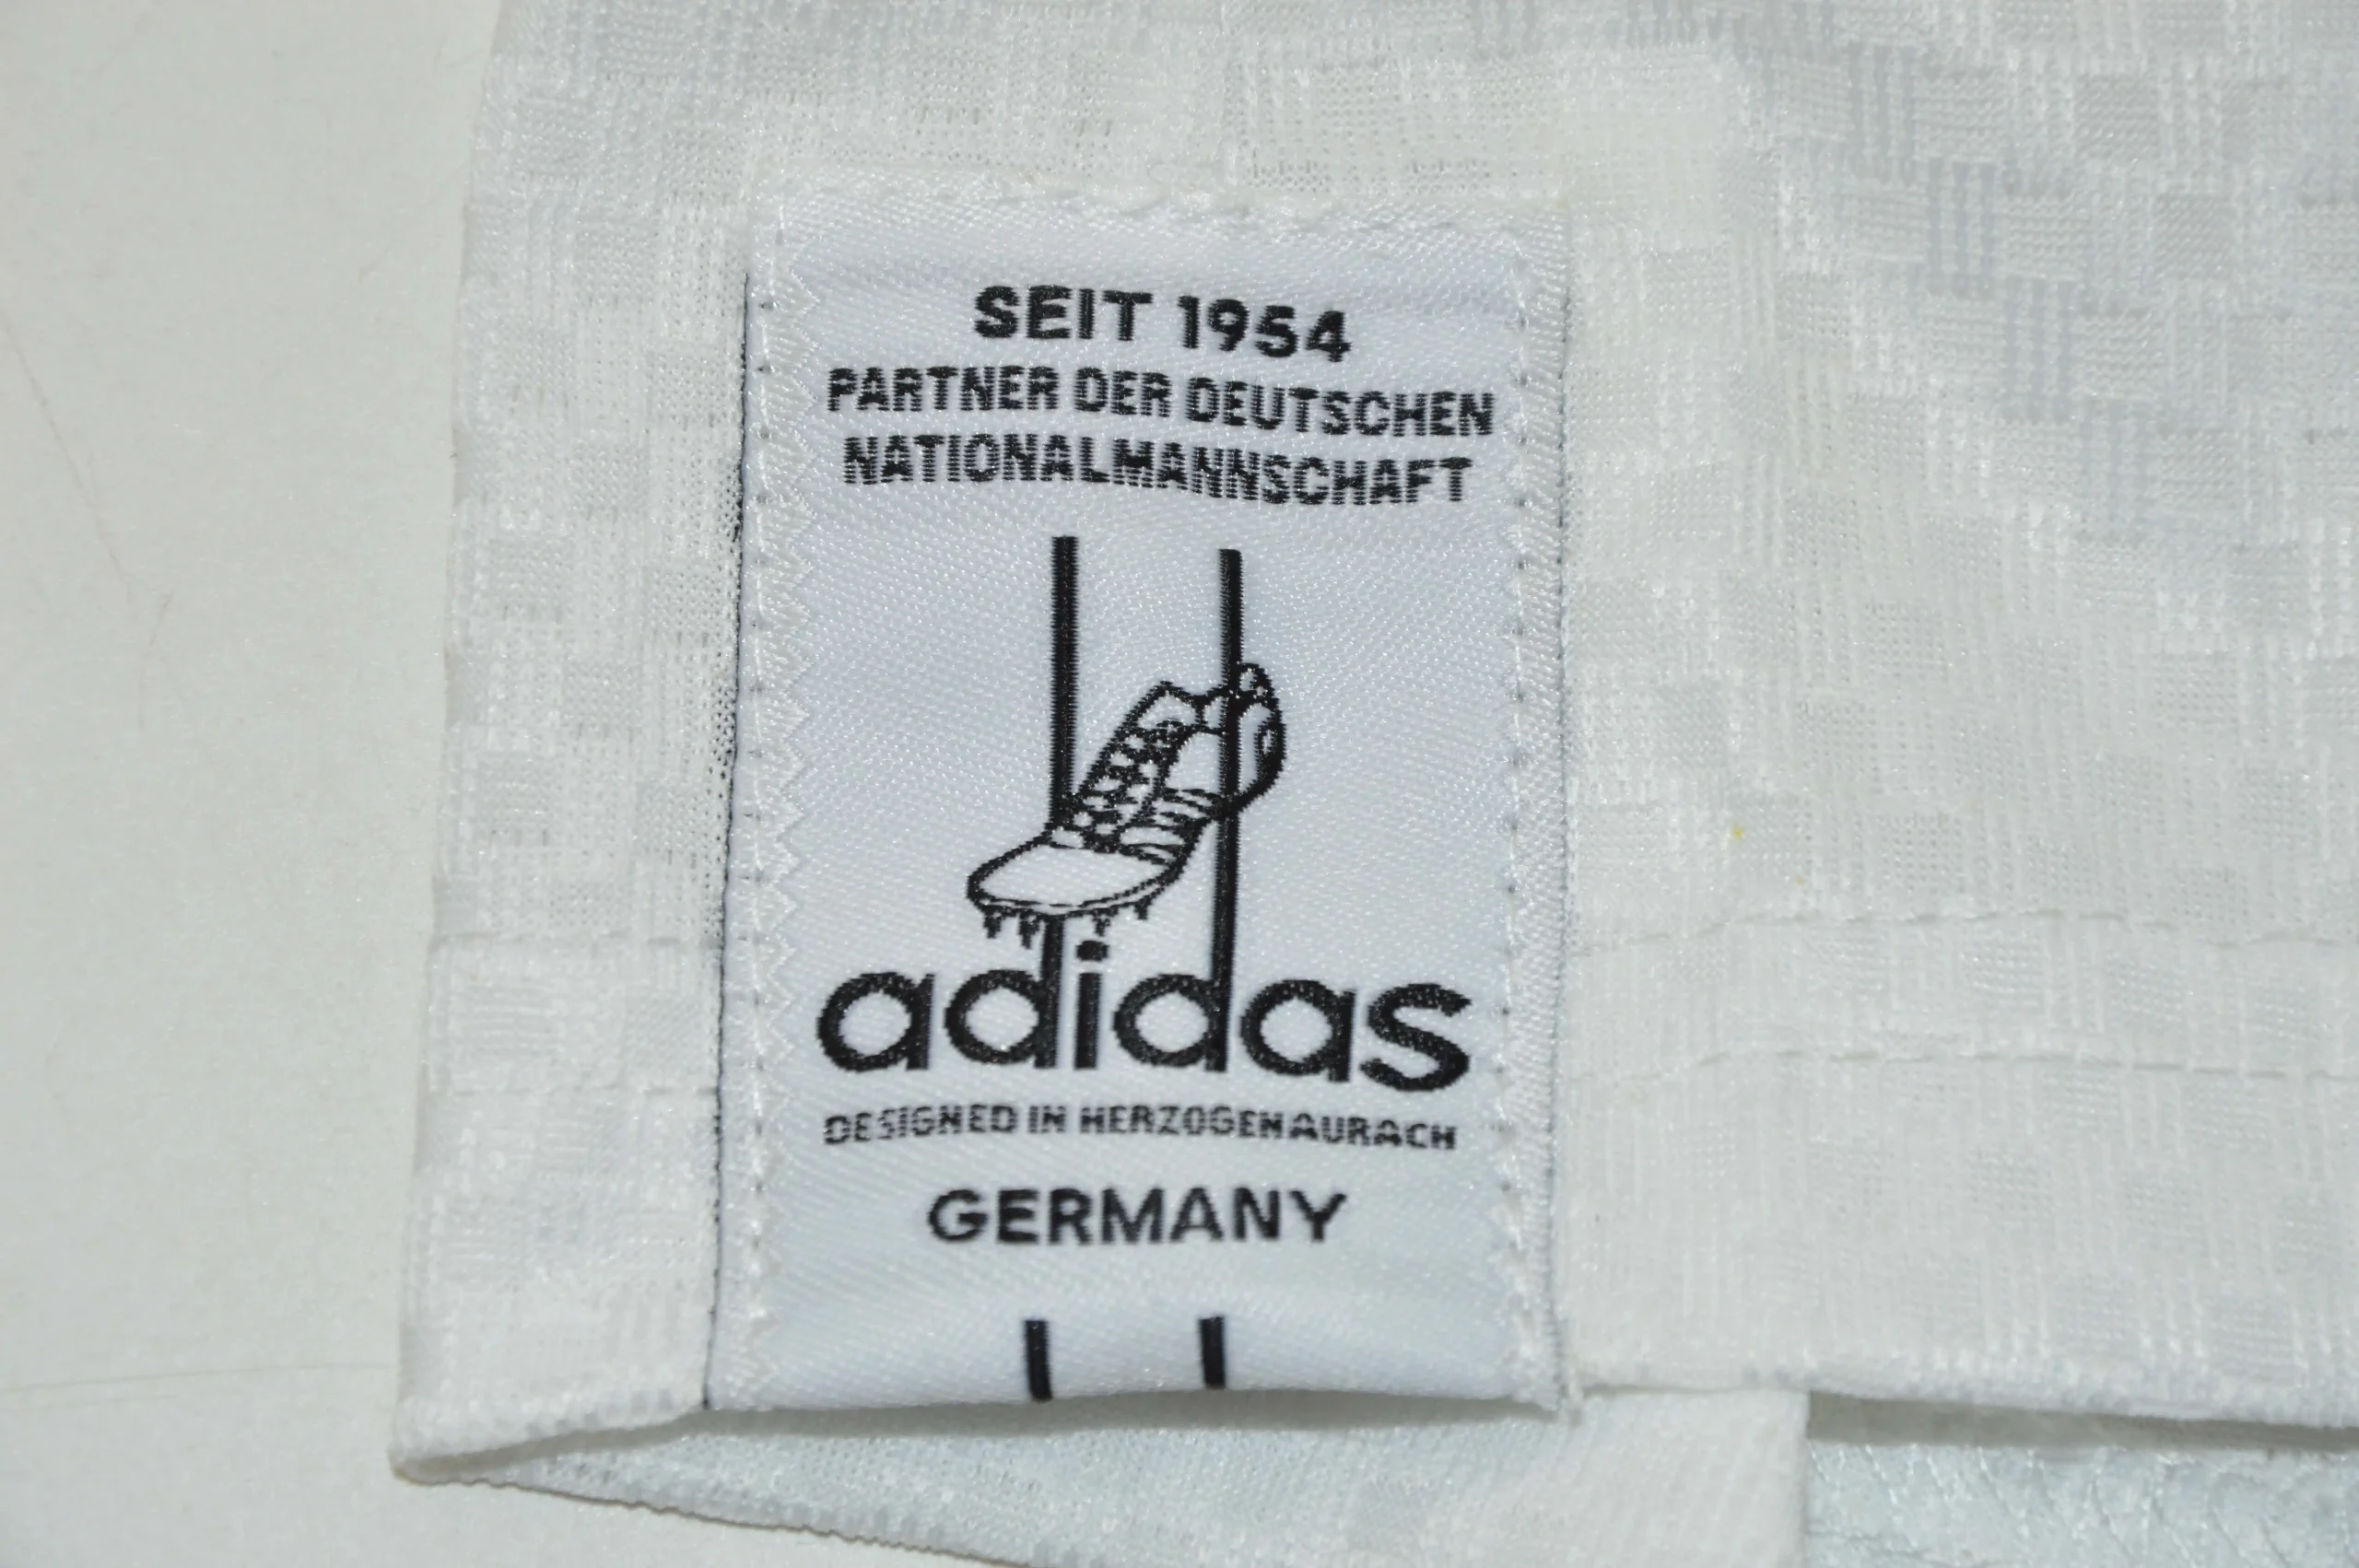 SEIT 1954
PARTNER DER DEUTSCHEN
NATIONALMANNSCHAFT
adidas
DESIGNED IN HERZOGENAURACH
GERMANY